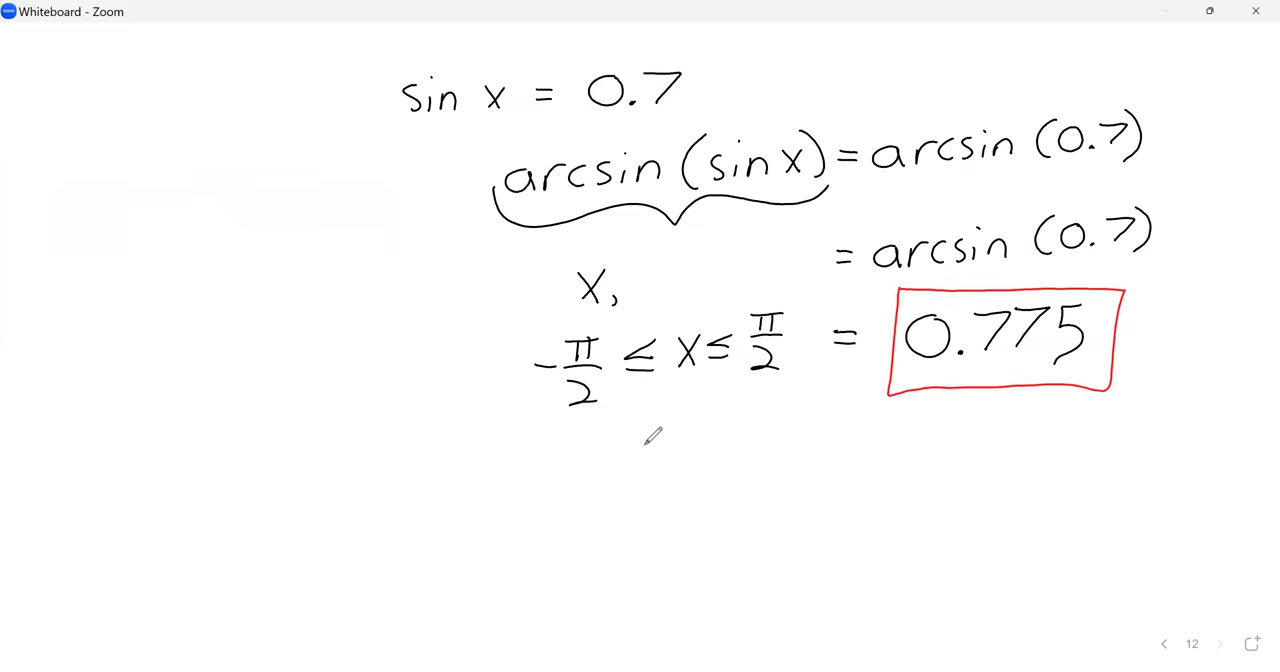 Whiteboard - Zoom
sin x = 0.7
arcsin (sin x) = arcsin (0.7)
= arcsin (0.7)
x,
-π/2 ≤ x ≤ π/2 = 0.775
12